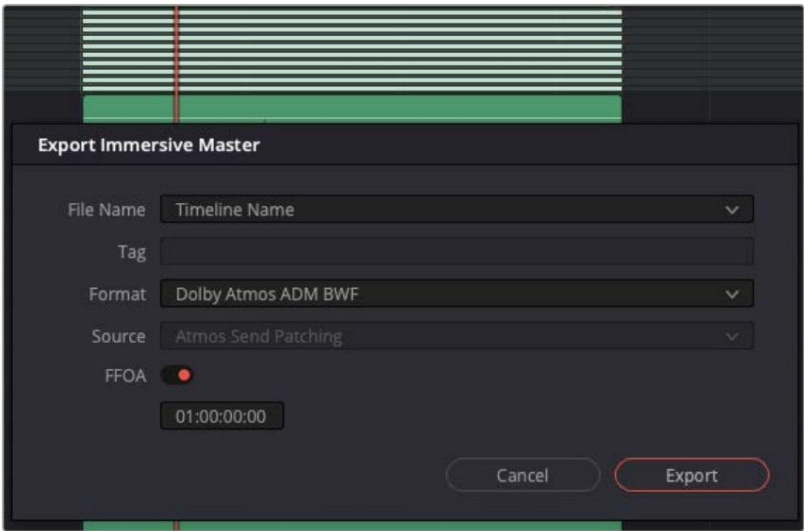 Export Immersive Master
File Name Timeline Name
Tag
Format Dolby Atmos ADM BWF
Source Atmos Send Patching
FFOA
01:00:00:00
Cancel Export